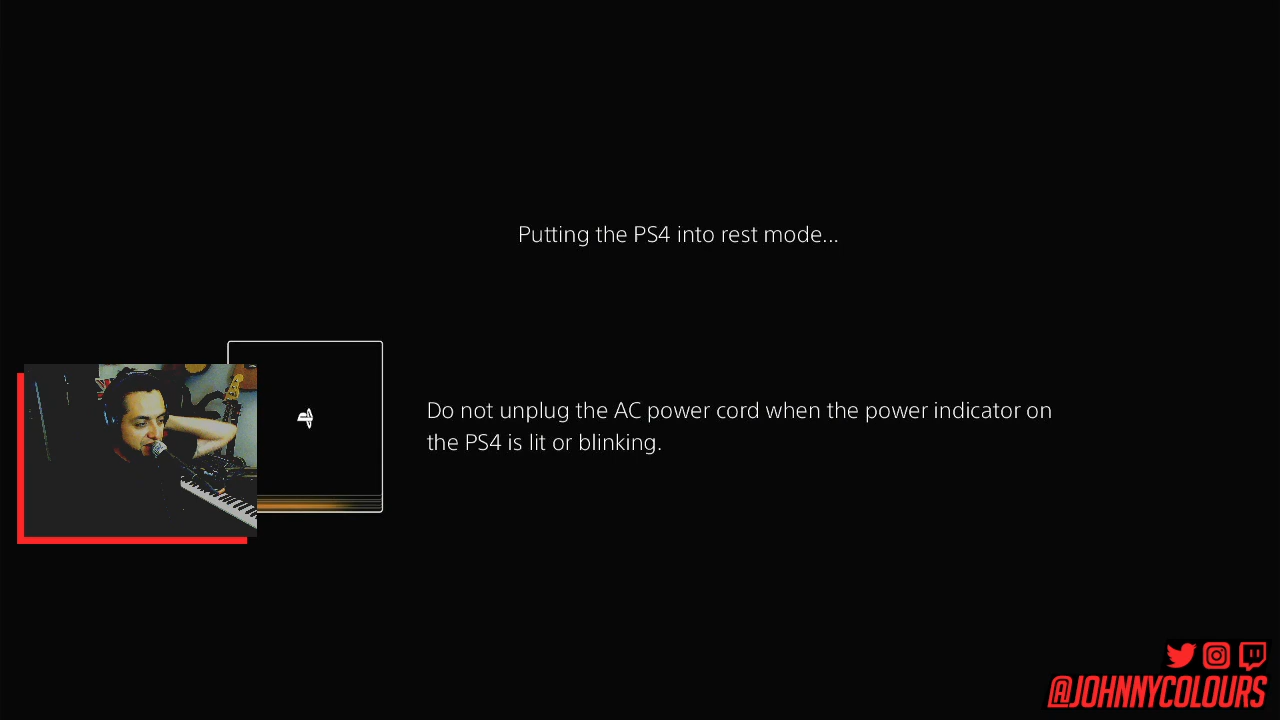 Putting the PS4 into rest mode...
Do not unplug the AC power cord when the power indicator on
the PS4 is lit or blinking.
@JOHNNYCOLOURS